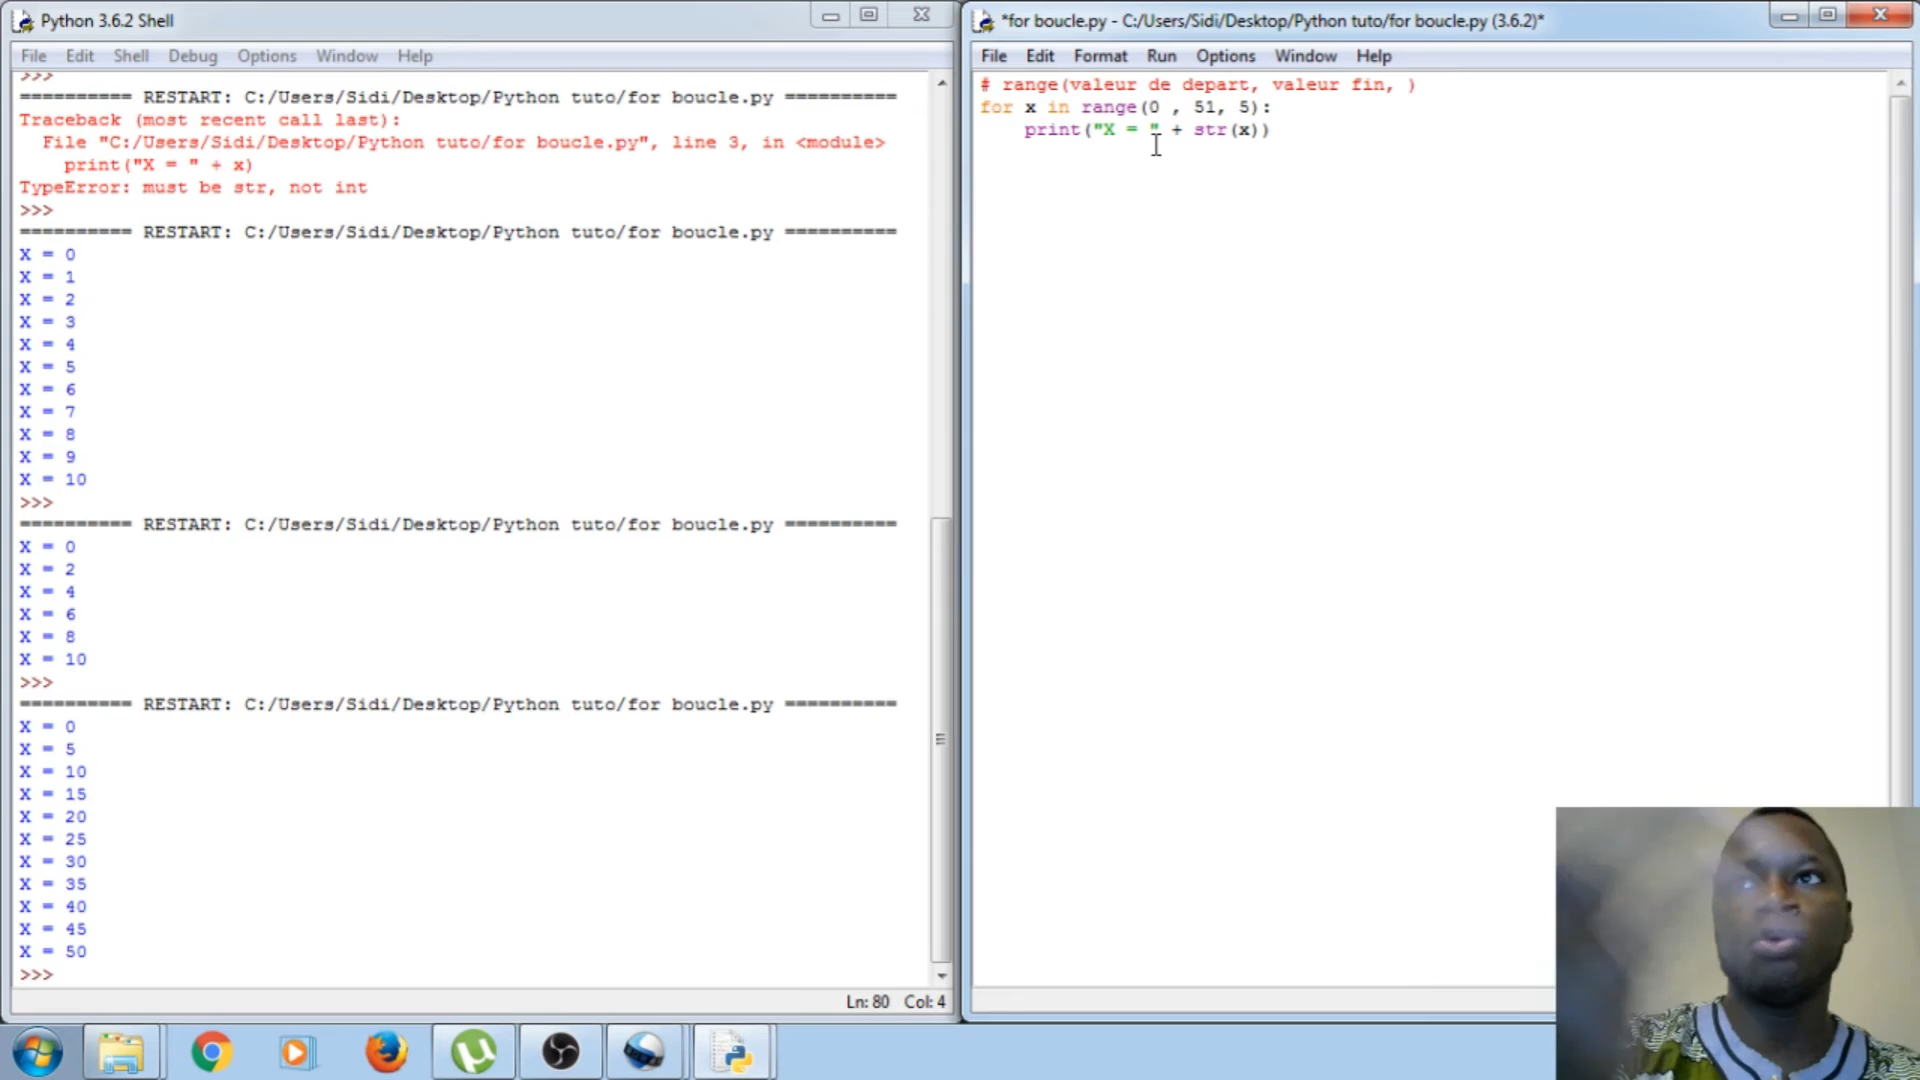 Python 3.6.2 Shell
File Edit Shell Debug Options Window Help
>>>
========== RESTART: C:/Users/Sidi/Desktop/Python tuto/for boucle.py ==========
Traceback (most recent call last):
  File "C:/Users/Sidi/Desktop/Python tuto/for boucle.py", line 3, in <module>
    print("X = " + x)
TypeError: must be str, not int
>>>
========== RESTART: C:/Users/Sidi/Desktop/Python tuto/for boucle.py ==========
X = 0
X = 1
X = 2
X = 3
X = 4
X = 5
X = 6
X = 7
X = 8
X = 9
X = 10
>>>
========== RESTART: C:/Users/Sidi/Desktop/Python tuto/for boucle.py ==========
X = 0
X = 2
X = 4
X = 6
X = 8
X = 10
>>>
========== RESTART: C:/Users/Sidi/Desktop/Python tuto/for boucle.py ==========
X = 0
X = 5
X = 10
X = 15
X = 20
X = 25
X = 30
X = 35
X = 40
X = 45
X = 50
>>>
Ln: 80 Col: 4
*for boucle.py - C:/Users/Sidi/Desktop/Python tuto/for boucle.py (3.6.2)*
File Edit Format Run Options Window Help
# range(valeur de depart, valeur fin, )
for x in range(0 , 51, 5):
    print("X = " + str(x))